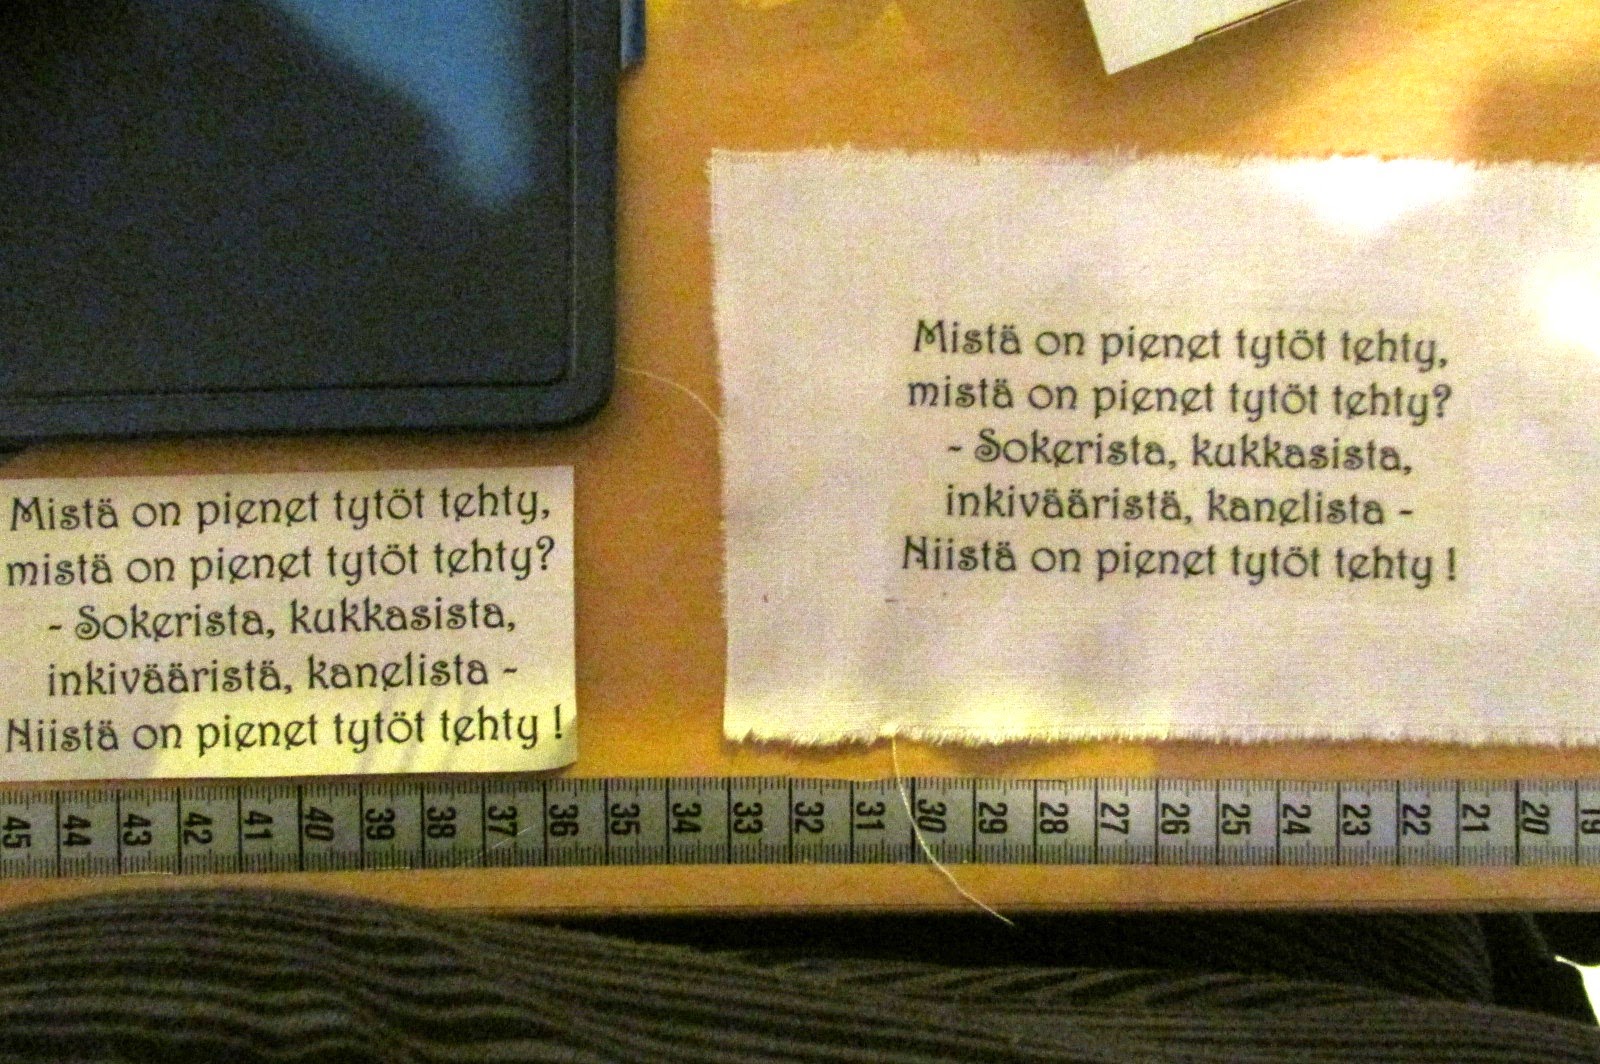 Mistä on pienet tytöt tehty,
mistä on pienet tytöt tehty?
- Sokerista, kukkasista,
inkivääristä, kanelista -
Niistä on pienet tytöt tehty !
Mistä on pienet tytöt tehty,
mistä on pienet tytöt tehty?
- Sokerista, kukkasista,
inkivääristä, kanelista -
Niistä on pienet tytöt tehty !
45 44 43 42 41 40 39 38 37 36 35 34 33 32 31 30 29 28 27 26 25 24 23 22 21 20 19